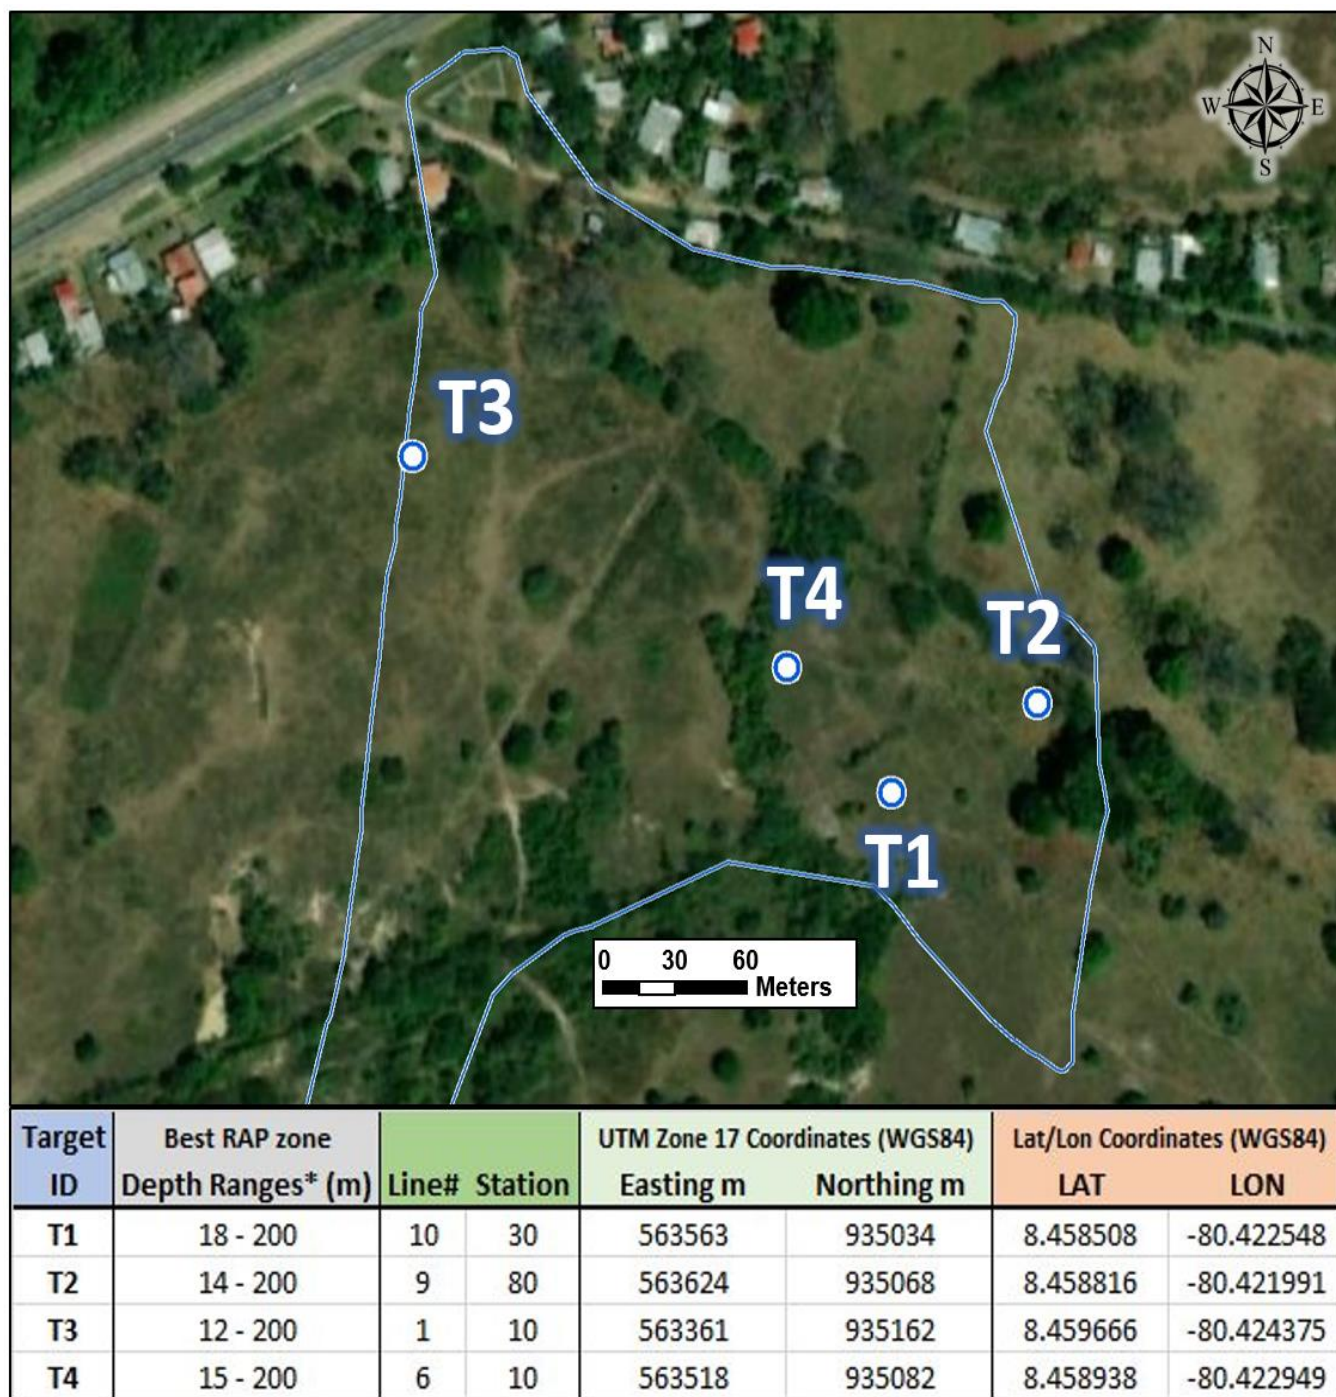 N
W E
S
T3
T4
T2
T1
0 30 60
Meters
Target ID Best RAP zone Depth Ranges* (m) Line# Station UTM Zone 17 Coordinates (WGS84) Easting m Northing m Lat/Lon Coordinates (WGS84) LAT LON
T1 18 - 200 10 30 563563 935034 8.458508 -80.422548
T2 14 - 200 9 80 563624 935068 8.458816 -80.421991
T3 12 - 200 1 10 563361 935162 8.459666 -80.424375
T4 15 - 200 6 10 563518 935082 8.458938 -80.422949